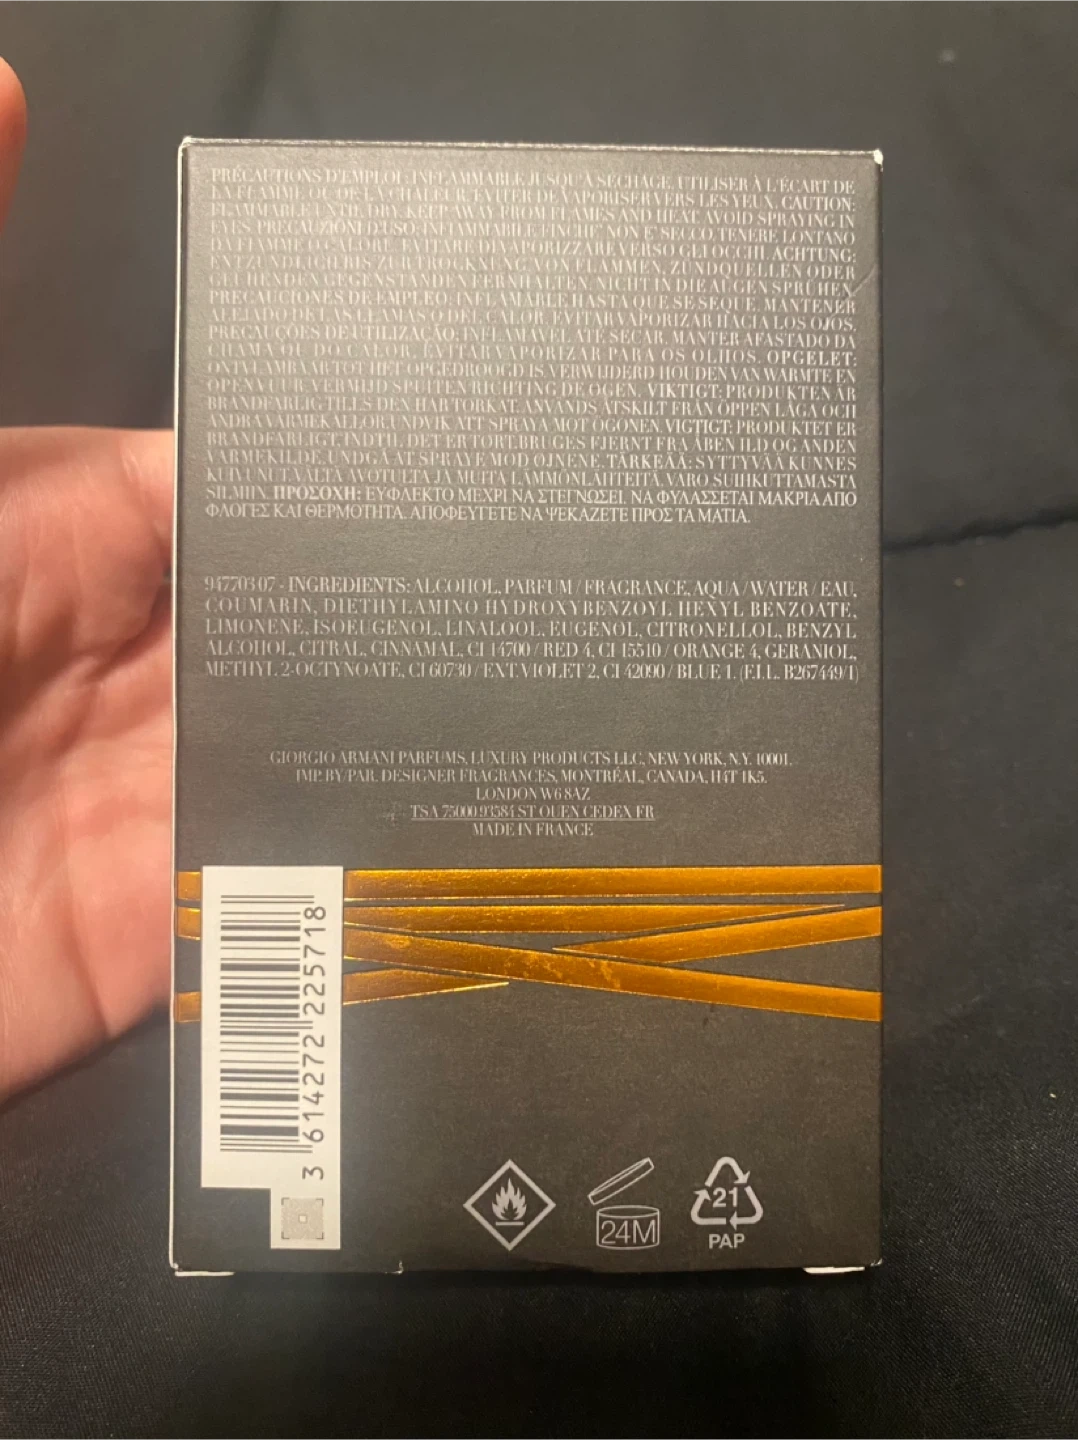 PRÉCAUTIONS D'EMPLOI: INFLAMMABLE JUSQU'À SÉCHAGE. UTILISER À L'ÉCART DE
LA FLAMME OU DE LA CHALEUR. ÉVITER DE VAPORISER VERS LES YEUX. CAUTION:
FLAMMABLE UNTIL DRY. KEEP AWAY FROM FLAMES AND HEAT. AVOID SPRAYING IN
EYES. PRECAUZIONI D'USO: INFIAMMABILE FINCHE' NON E' SECCO. TENERE LONTANO
DA FIAMME O CALORE. EVITARE DI VAPORIZZARE VERSO GLI OCCHI. ACHTUNG:
ENTZÜNDLICH BIS ZUR TROCKNUNG. VON FLAMMEN, ZÜNDQUELLEN ODER
GLÜHENDEN GEGENSTÄNDEN FERNHALTEN. NICHT IN DIE AUGEN SPRÜHEN.
PRECAUCIONES DE EMPLEO: INFLAMABLE HASTA QUE SE SEQUE. MANTENER
ALEJADO DE LAS LLAMAS O DEL CALOR. EVITAR VAPORIZAR HACIA LOS OJOS.
PRECAUÇÕES DE UTILIZAÇÃO: INFLAMÁVEL ATÉ SECAR. MANTER AFASTADO DA
CHAMA OU DO CALOR. EVITAR VAPORIZAR PARA OS OLHOS. OPGELET:
ONTVLAMBAAR TOT HET OPGEDROOGD IS VERWIJDERD HOUDEN VAN WARMTE EN
OPEN VUUR. VERMIJD SPUITEN RICHTING DE OGEN. VIKTIGT: PRODUKTEN ÄR
BRANDFARLIG TILLS DEN HAR TORKAT. ANVÄNDS ÅTSKILT FRÅN ÖPPEN LÅGA OCH
ANDRA VÄRMEKÄLLOR. UNDVIK ATT SPRAYA MOT ÖGONEN. VIGTIGT: PRODUKTET ER
BRANDFARLIGT, INDTIL DET ER TØRT. BRUGES FJERNT FRA ÅBEN ILD OG ANDEN
VARMEKILDE. UNDGÅ AT SPRAYE MOD ØJNENE. TÄRKEÄÄ: SYTTYVÄÄ KUNNES
KUIVUNUT. VÄLTÄ AVOTULTA JA MUITA LÄMMÖNLÄHTEITÄ. VARO SUIHKUTTAMASTA
SILMIIN. ΠΡΟΣΟΧΗ: ΕΥΦΛΕΚΤΟ ΜΕΧΡΙ ΝΑ ΣΤΕΓΝΩΣΕΙ. ΝΑ ΦΥΛΑΣΣΕΤΑΙ ΜΑΚΡΙΑ ΑΠΟ
ΦΛΟΓΕΣ ΚΑΙ ΘΕΡΜΟΤΗΤΑ. ΑΠΟΦΕΥΓΕΤΕ ΝΑ ΨΕΚΑΖΕΤΕ ΠΡΟΣ ΤΑ ΜΑΤΙΑ.
94770307 - INGREDIENTS: ALCOHOL, PARFUM / FRAGRANCE, AQUA / WATER / EAU,
COUMARIN, DIETHYLAMINO HYDROXYBENZOYL HEXYL BENZOATE,
LIMONENE, ISOEUGENOL, LINALOOL, EUGENOL, CITRONELLOL, BENZYL
ALCOHOL, CITRAL, CINNAMAL, CI 14700 / RED 4, CI 15510 / ORANGE 4, GERANIOL,
METHYL 2-OCTYNOATE, CI 60730 / EXT. VIOLET 2, CI 42090 / BLUE 1. (F.I.L. B267449/1)
GIORGIO ARMANI PARFUMS, LUXURY PRODUCTS LLC, NEW YORK, N.Y. 10001.
IMP. BY/PAR. DESIGNER FRAGRANCES, MONTRÉAL, CANADA, H4T 1K5.
LONDON W6 8AZ
TSA 75000 93584 ST OUEN CEDEX FR
MADE IN FRANCE
3 614272 225718
24M
21
PAP